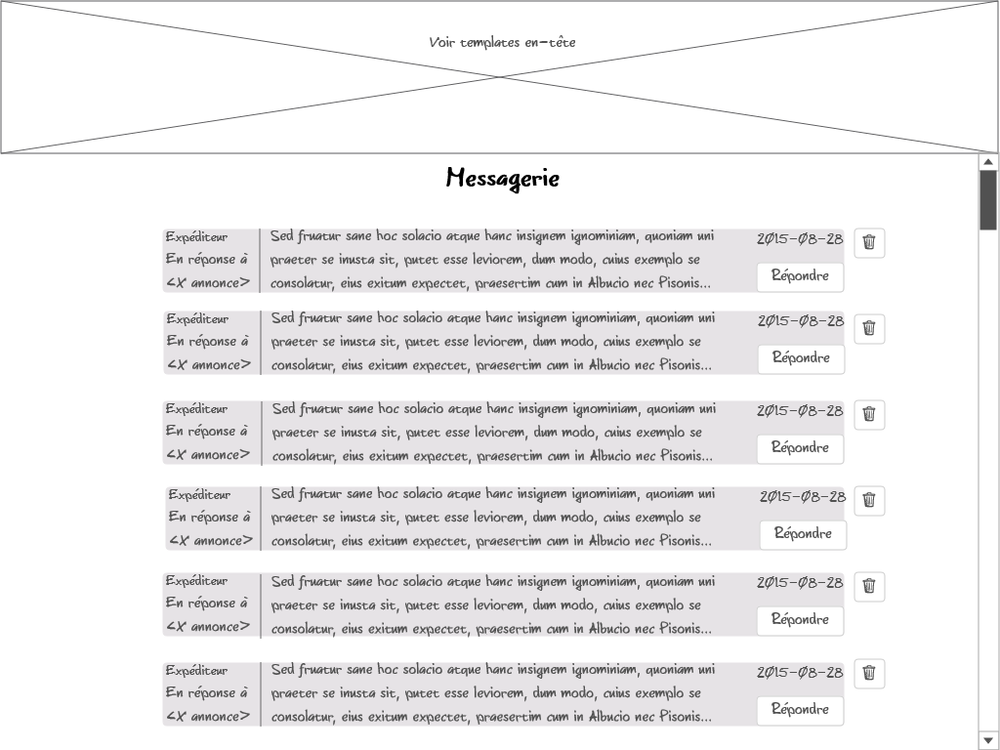 Voir templates en-tête
Messagerie
Expéditeur
En réponse à
<X annonce>
Sed fruatur sane hoc solacio atque hanc insignem ignominiam, quoniam uni
praeter se inusta sit, putet esse leviorem, dum modo, cuius exemplo se
consolatur, eius exitum expectet, praesertim cum in Albucio nec Pisonis...
2015-08-28
Répondre
Expéditeur
En réponse à
<X annonce>
Sed fruatur sane hoc solacio atque hanc insignem ignominiam, quoniam uni
praeter se inusta sit, putet esse leviorem, dum modo, cuius exemplo se
consolatur, eius exitum expectet, praesertim cum in Albucio nec Pisonis...
2015-08-28
Répondre
Expéditeur
En réponse à
<X annonce>
Sed fruatur sane hoc solacio atque hanc insignem ignominiam, quoniam uni
praeter se inusta sit, putet esse leviorem, dum modo, cuius exemplo se
consolatur, eius exitum expectet, praesertim cum in Albucio nec Pisonis...
2015-08-28
Répondre
Expéditeur
En réponse à
<X annonce>
Sed fruatur sane hoc solacio atque hanc insignem ignominiam, quoniam uni
praeter se inusta sit, putet esse leviorem, dum modo, cuius exemplo se
consolatur, eius exitum expectet, praesertim cum in Albucio nec Pisonis...
2015-08-28
Répondre
Expéditeur
En réponse à
<X annonce>
Sed fruatur sane hoc solacio atque hanc insignem ignominiam, quoniam uni
praeter se inusta sit, putet esse leviorem, dum modo, cuius exemplo se
consolatur, eius exitum expectet, praesertim cum in Albucio nec Pisonis...
2015-08-28
Répondre
Expéditeur
En réponse à
<X annonce>
Sed fruatur sane hoc solacio atque hanc insignem ignominiam, quoniam uni
praeter se inusta sit, putet esse leviorem, dum modo, cuius exemplo se
consolatur, eius exitum expectet, praesertim cum in Albucio nec Pisonis...
2015-08-28
Répondre